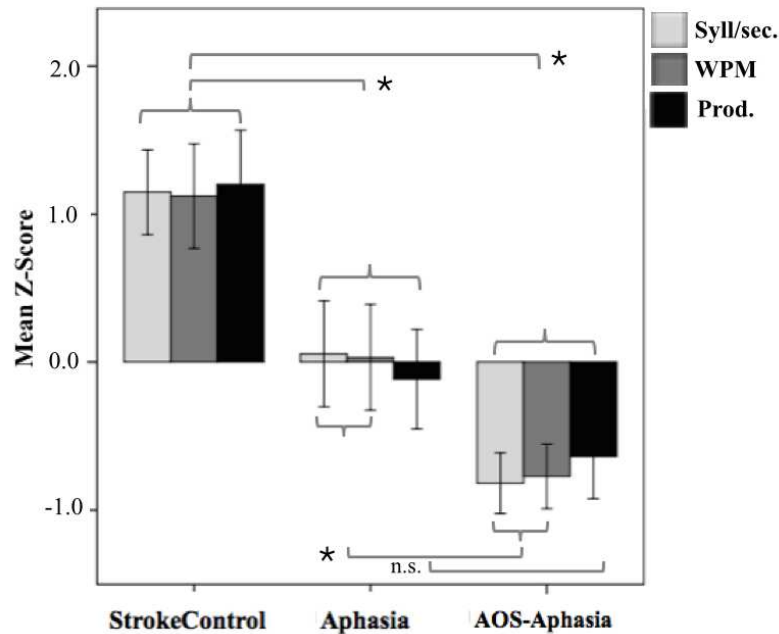 Syll/sec.
WPM
Prod.
2.0
1.0
0.0
-1.0
Mean Z-Score
*
*
*
n.s.
StrokeControl Aphasia AOS-Aphasia